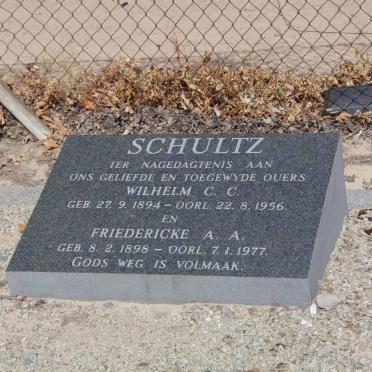 SCHULTZ
TER NAGEDAGTENIS AAN
ONS GELIEFDE EN TOEGEWYDE OUERS
WILHELM C. C.
GEB. 27. 9. 1894 – OORL. 22. 8. 1956.
EN
FRIEDERICKE A. A.
GEB. 8. 2. 1898 – OORL. 7. 1. 1977.
GODS WEG IS VOLMAAK.